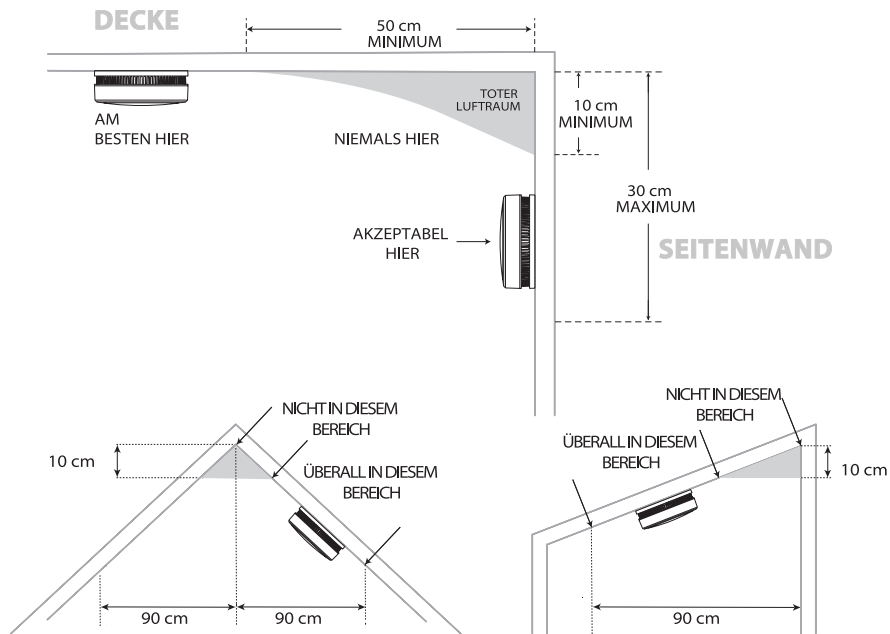 DECKE
50 cm
MINIMUM
TOTER
LUFTRAUM
10 cm
MINIMUM
AM
BESTEN HIER
NIEMALS HIER
30 cm
MAXIMUM
AKZEPTABEL
HIER
SEITENWAND
NICHT IN DIESEM
BEREICH
10 cm
ÜBERALL IN DIESEM
BEREICH
90 cm
90 cm
NICHT IN DIESEM
BEREICH
ÜBERALL IN DIESEM
BEREICH
10 cm
90 cm